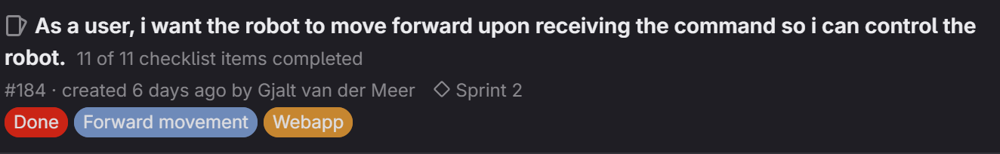 As a user, i want the robot to move forward upon receiving the command so i can control the
robot. 11 of 11 checklist items completed
#184 · created 6 days ago by Gjalt van der Meer Sprint 2
Done Forward movement Webapp